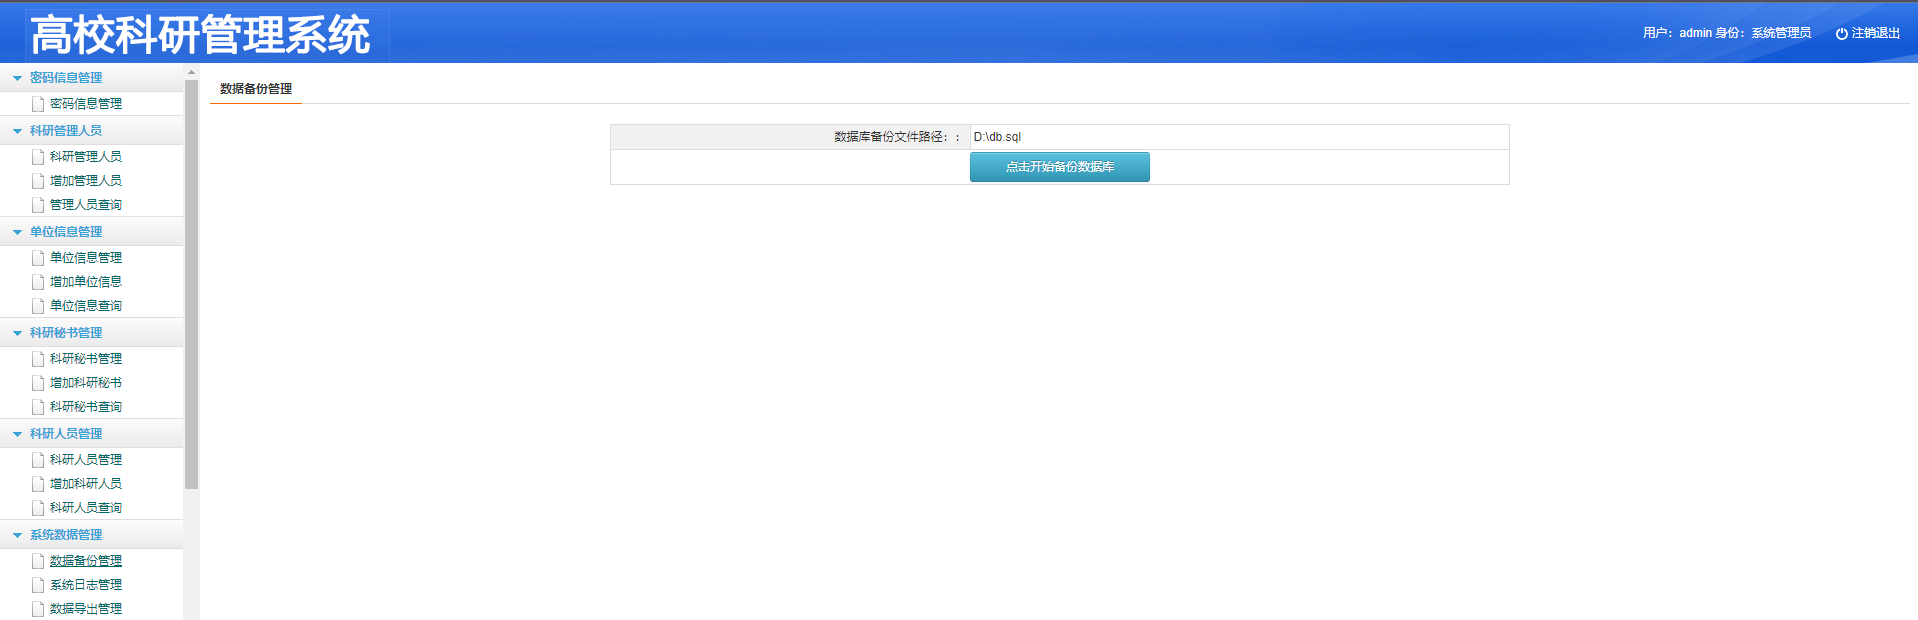 高校科研管理系统
用户：admin 身份：系统管理员 注销退出
密码信息管理
密码信息管理
科研管理人员
科研管理人员
增加管理人员
管理人员查询
单位信息管理
单位信息管理
增加单位信息
单位信息查询
科研秘书管理
科研秘书管理
增加科研秘书
科研秘书查询
科研人员管理
科研人员管理
增加科研人员
科研人员查询
系统数据管理
数据备份管理
系统日志管理
数据导出管理
数据备份管理
数据库备份文件路径：： D:\db.sql
点击开始备份数据库